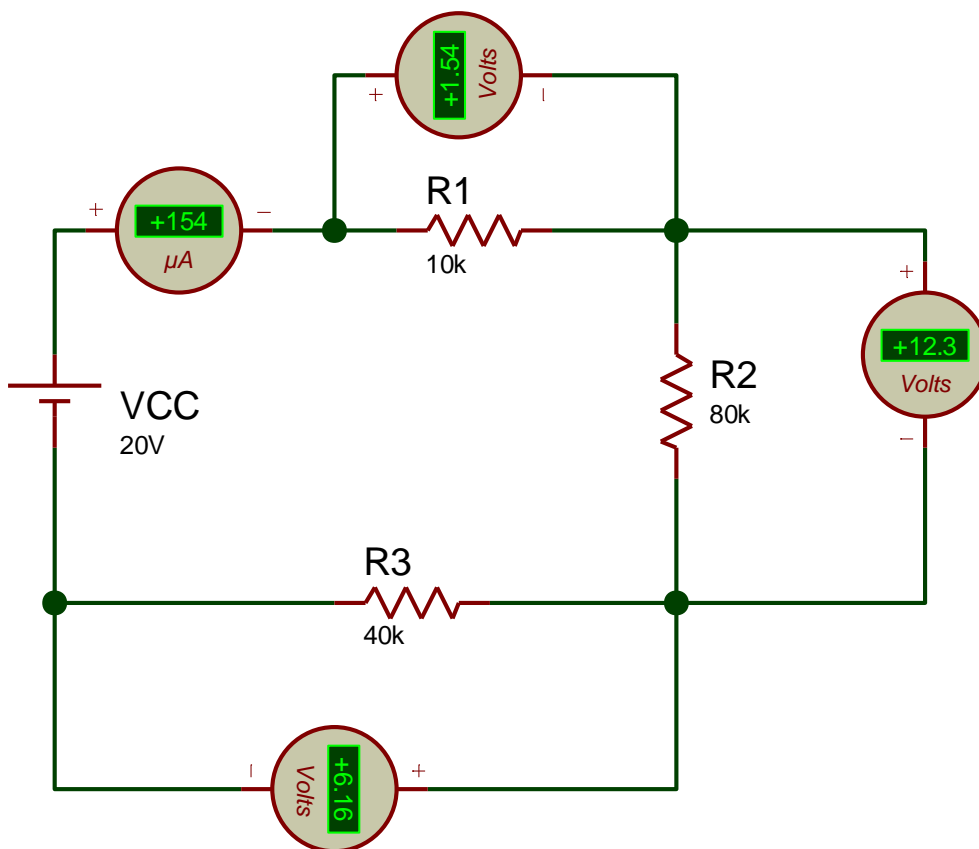 +1.54
Volts
+ -
R1
10k
+ -
+154
µA
+
+12.3
Volts
-
R2
80k
VCC
20V
R3
40k
- +
+6.16
Volts